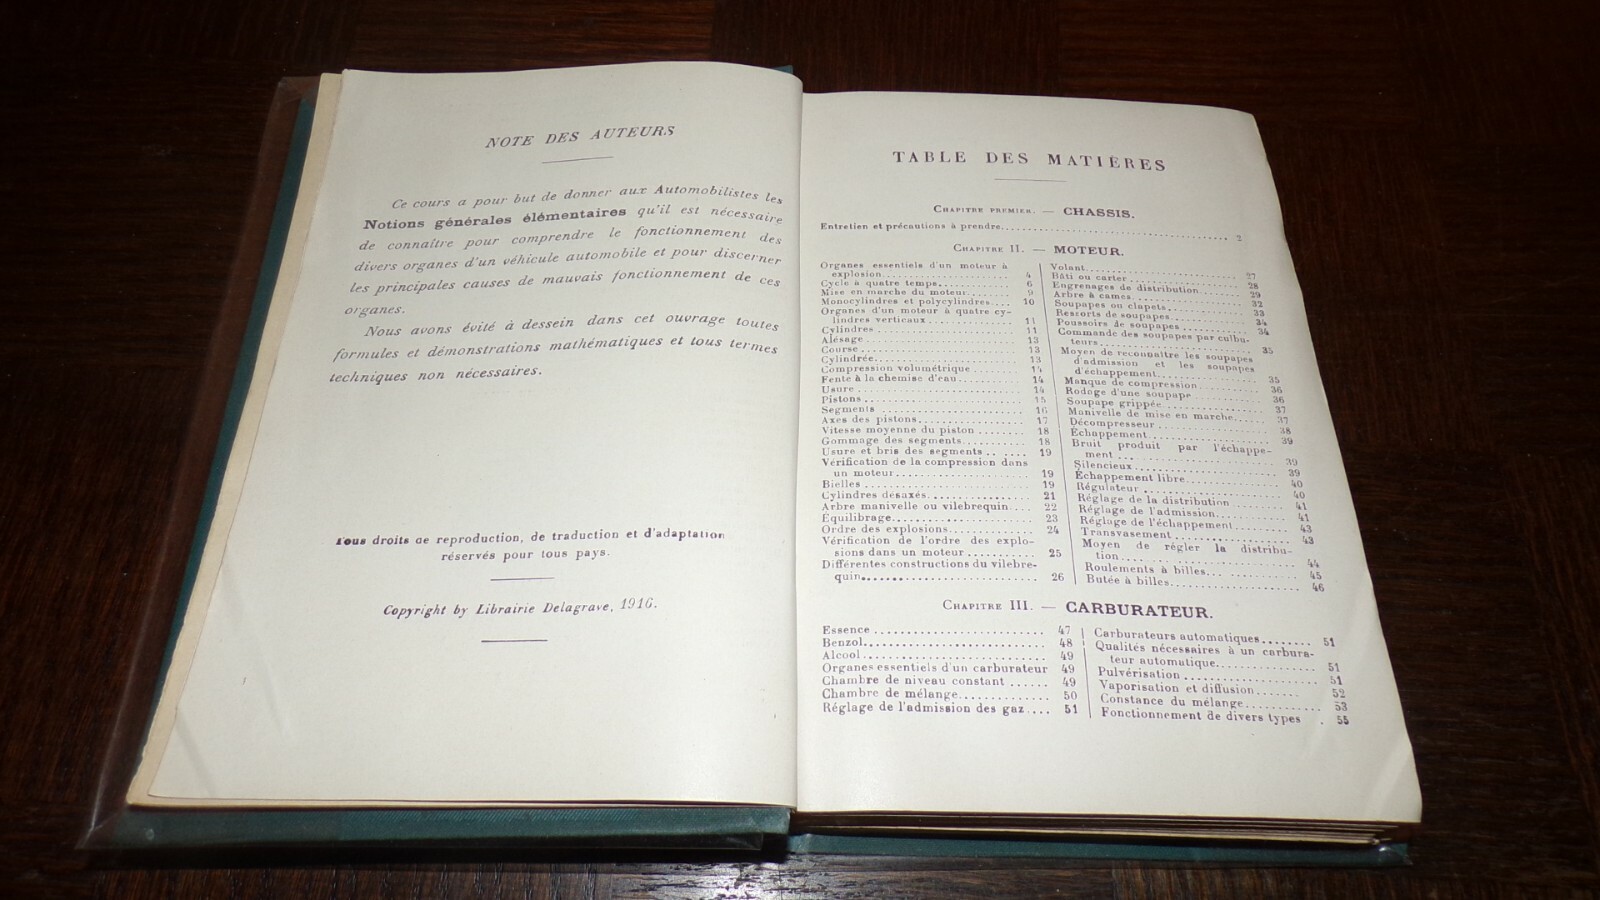 NOTE DES AUTEURS
Ce cours a pour but de donner aux Automobilistes les
Notions générales élémentaires qu'il est nécessaire
de connaître pour comprendre le fonctionnement des
divers organes d'un véhicule automobile et pour discerner
les principales causes de mauvais fonctionnement de ces
organes.
Nous avons évité à dessein dans cet ouvrage toutes
formules et démonstrations mathématiques et tous termes
techniques non nécessaires.
Tous droits de reproduction, de traduction et d'adaptation
réservés pour tous pays.
Copyright by Librairie Delagrave, 1916.
TABLE DES MATIÈRES
CHAPITRE PREMIER. — CHASSIS.
Entretien et précautions à prendre 2
CHAPITRE II. — MOTEUR.
Organes essentiels d'un moteur à
explosion 4
Cycle à quatre temps 6
Mise en marche du moteur 9
Monocylindres et polycylindres 10
Organes d'un moteur à quatre cy-
lindres verticaux 11
Cylindres 11
Alésage 13
Course 13
Cylindrée 13
Compression volumétrique 14
Fente à la chemise d'eau 14
Usure 14
Pistons 15
Segments 16
Axes des pistons 17
Vitesse moyenne du piston 18
Gommage des segments 18
Usure et bris des segments 19
Vérification de la compression dans
un moteur 19
Bielles 19
Cylindres désaxés 21
Arbre manivelle ou vilebrequin 22
Équilibrage 23
Ordre des explosions 24
Vérification de l'ordre des explo-
sions dans un moteur 25
Différentes constructions du vilebre-
quin 26
Volant 27
Bâti ou carter 28
Engrenages de distribution 29
Arbre à cames 32
Soupapes ou clapets 33
Ressorts de soupapes 34
Poussoirs de soupapes 34
Commande des soupapes par culbu-
teurs 35
Moyen de reconnaître les soupapes
d'admission et les soupapes
d'échappement 35
Manque de compression 36
Rodage d'une soupape 36
Soupape grippée 37
Manivelle de mise en marche 37
Décompresseur 38
Échappement 39
Bruit produit par l'échappe-
ment 39
Silencieux 39
Échappement libre 40
Régulateur 40
Réglage de la distribution 41
Réglage de l'admission 41
Réglage de l'échappement 43
Transvasement 43
Moyen de régler la distribu-
tion 44
Roulements à billes 45
Butée à billes 46
CHAPITRE III. — CARBURATEUR.
Essence 47
Benzol 48
Alcool 49
Organes essentiels d'un carburateur 49
Chambre de niveau constant 49
Chambre de mélange 50
Réglage de l'admission des gaz 51
Carburateurs automatiques 51
Qualités nécessaires à un carbura-
teur automatique 51
Pulvérisation 51
Vaporisation et diffusion 52
Constance du mélange 53
Fonctionnement de divers types 55